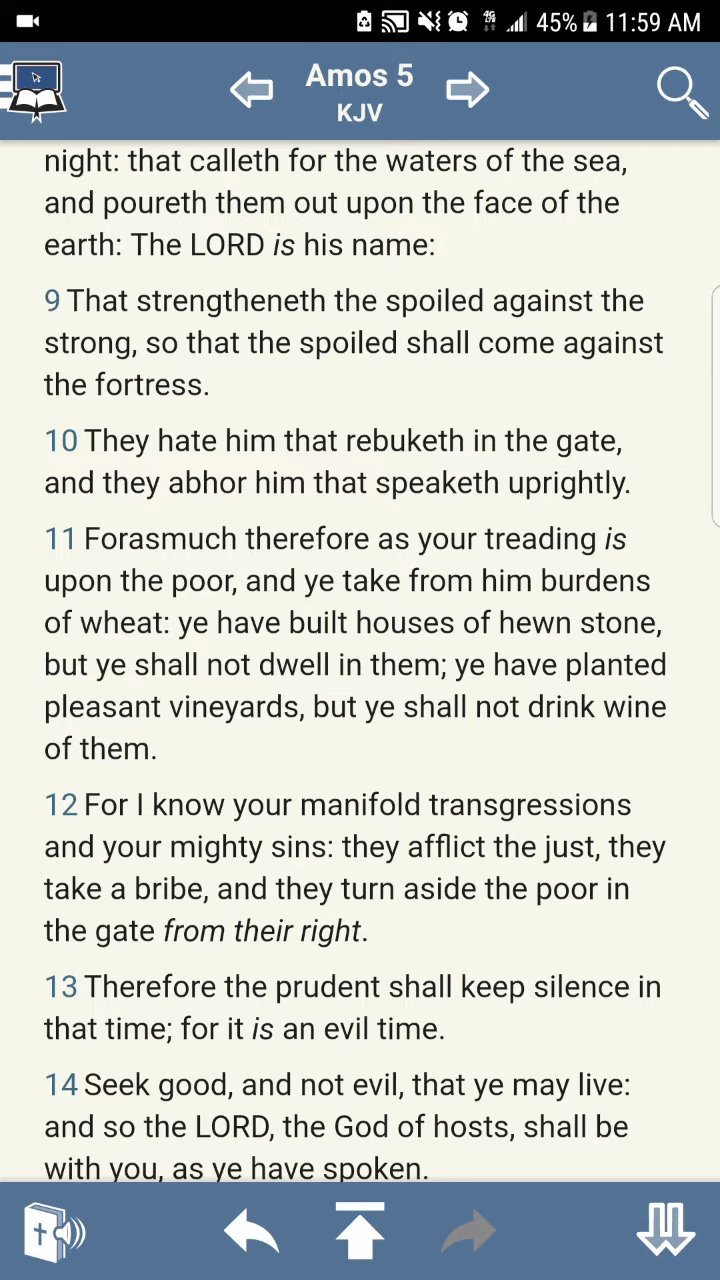 45% 11:59 AM
Amos 5
KJV
night: that calleth for the waters of the sea,
and poureth them out upon the face of the
earth: The LORD is his name:
9 That strengtheneth the spoiled against the
strong, so that the spoiled shall come against
the fortress.
10 They hate him that rebuketh in the gate,
and they abhor him that speaketh uprightly.
11 Forasmuch therefore as your treading is
upon the poor, and ye take from him burdens
of wheat: ye have built houses of hewn stone,
but ye shall not dwell in them; ye have planted
pleasant vineyards, but ye shall not drink wine
of them.
12 For I know your manifold transgressions
and your mighty sins: they afflict the just, they
take a bribe, and they turn aside the poor in
the gate from their right.
13 Therefore the prudent shall keep silence in
that time; for it is an evil time.
14 Seek good, and not evil, that ye may live:
and so the LORD, the God of hosts, shall be
with you, as ye have spoken.